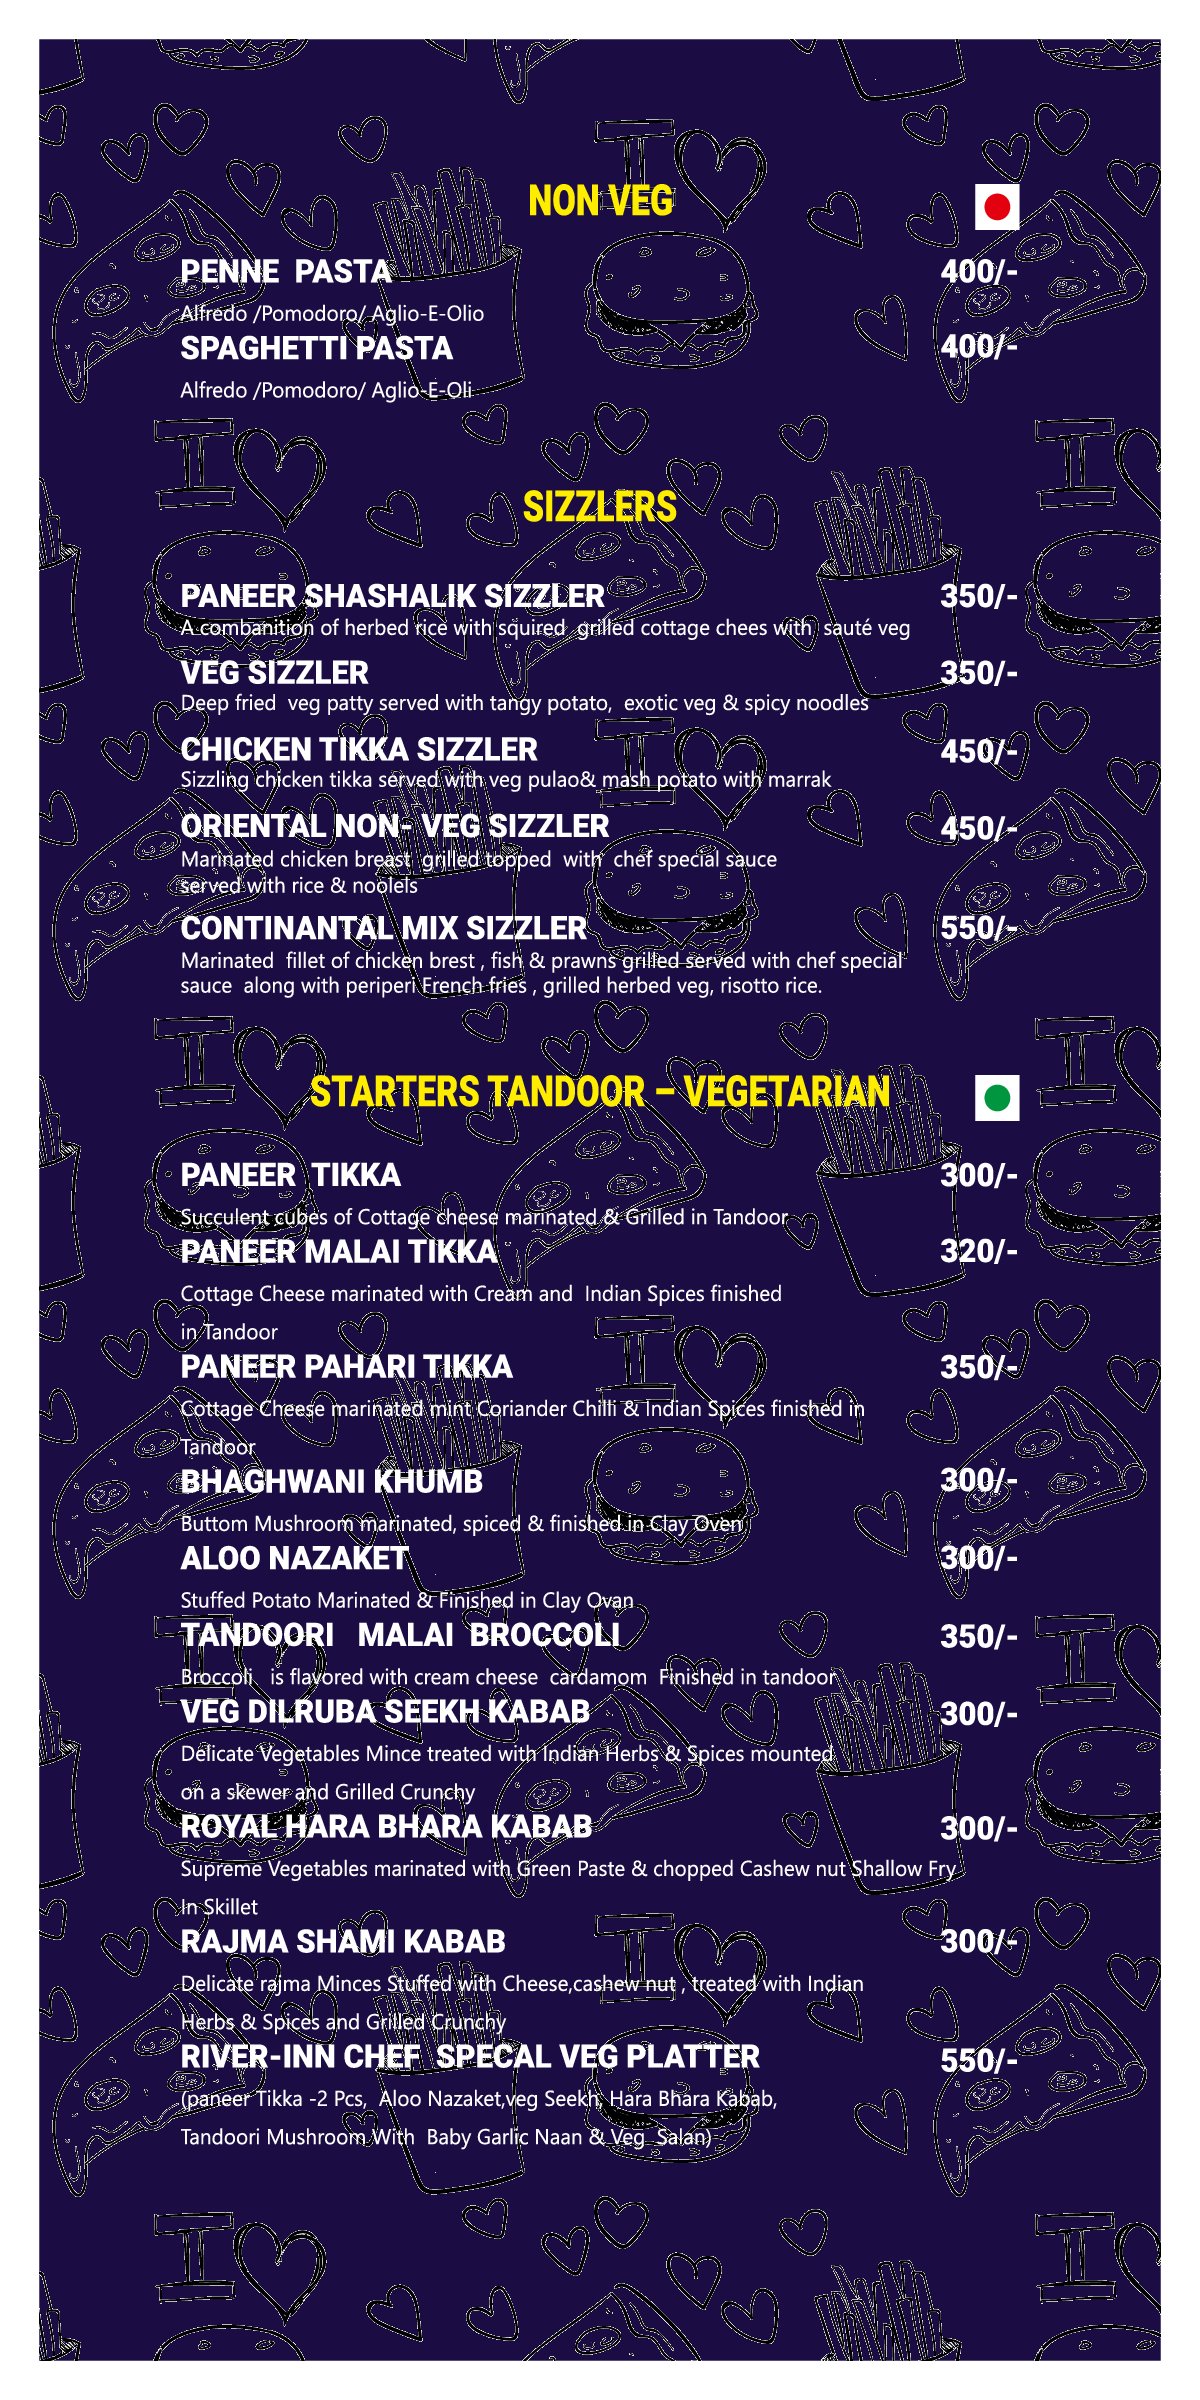 NON VEG
PENNE PASTA 400/-
Alfredo /Pomodoro/ Aglio-E-Olio
SPAGHETTI PASTA 400/-
Alfredo /Pomodoro/ Aglio-E-Oli
SIZZLERS
PANEER SHASHALIK SIZZLER 350/-
A combanition of herbed rice with squired grilled cottage chees with sauté veg
VEG SIZZLER 350/-
Deep fried veg patty served with tangy potato, exotic veg & spicy noodles
CHICKEN TIKKA SIZZLER 450/-
Sizzling chicken tikka served with veg pulao& mash potato with marrak
ORIENTAL NON- VEG SIZZLER 450/-
Marinated chicken breast grilled topped with chef special sauce
served with rice & noolels
CONTINANTAL MIX SIZZLER 550/-
Marinated fillet of chicken brest , fish & prawns grilled served with chef special
sauce along with periperi French fries , grilled herbed veg, risotto rice.
STARTERS TANDOOR – VEGETARIAN
PANEER TIKKA 300/-
Succulent cubes of Cottage cheese marinated & Grilled in Tandoor
PANEER MALAI TIKKA 320/-
Cottage Cheese marinated with Cream and Indian Spices finished
in Tandoor
PANEER PAHARI TIKKA 350/-
Cottage Cheese marinated mint Coriander Chilli & Indian Spices finished in
Tandoor
BHAGHWANI KHUMB 300/-
Buttom Mushroom marinated, spiced & finished in Clay Oven
ALOO NAZAKET 300/-
Stuffed Potato Marinated & Finished in Clay Ovan
TANDOORI MALAI BROCCOLI 350/-
Broccoli is flavored with cream cheese cardamom Finished in tandoor
VEG DILRUBA SEEKH KABAB 300/-
Delicate Vegetables Mince treated with Indian Herbs & Spices mounted
on a skewer and Grilled Crunchy
ROYAL HARA BHARA KABAB 300/-
Supreme Vegetables marinated with Green Paste & chopped Cashew nut Shallow Fry
In Skillet
RAJMA SHAMI KABAB 300/-
Delicate rajma Minces Stuffed with Cheese,cashew nut , treated with Indian
Herbs & Spices and Grilled Crunchy
RIVER-INN CHEF SPECAL VEG PLATTER 550/-
(paneer Tikka -2 Pcs, Aloo Nazaket,veg Seekh, Hara Bhara Kabab,
Tandoori Mushroom With Baby Garlic Naan & Veg Salan)